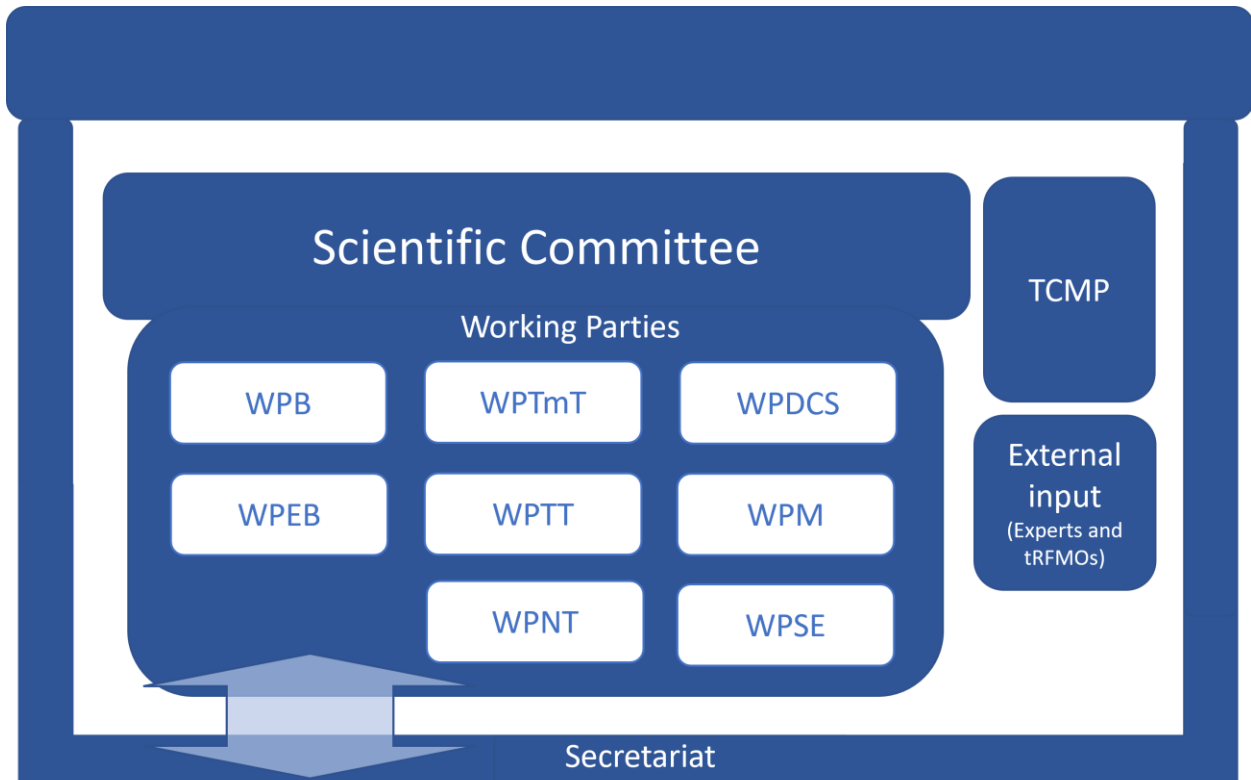 Scientific Committee
TCMP
Working Parties
WPB
WPTmT
WPDCS
External
input
(Experts and
tRFMOs)
WPEB
WPTT
WPM
WPNT
WPSE
Secretariat